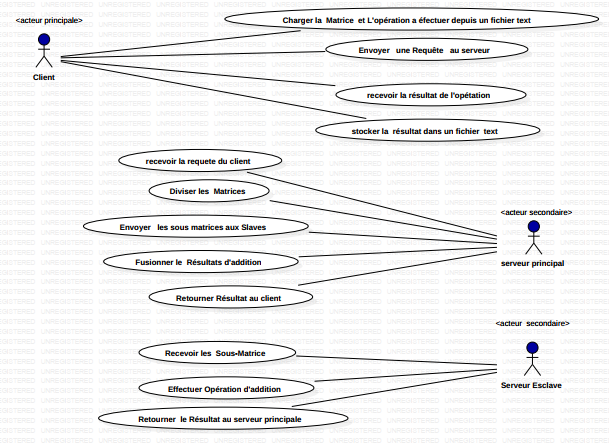 <acteur principale>
Charger la Matrice et L'opération a éfectuer depuis un fichier text
Envoyer une Requête au serveur
Client
recevoir la résultat de l'opétation
stocker la résultat dans un fichier text
recevoir la requete du client
Diviser les Matrices
<acteur secondaire>
Envoyer les sous matrices aux Slaves
Fusionner le Résultats d'addition
serveur principal
Retourner Résultat au client
<acteur secondaire>
Recevoir les Sous-Matrice
Effectuer Opération d'addition
Serveur Esclave
Retourner le Résultat au serveur principale